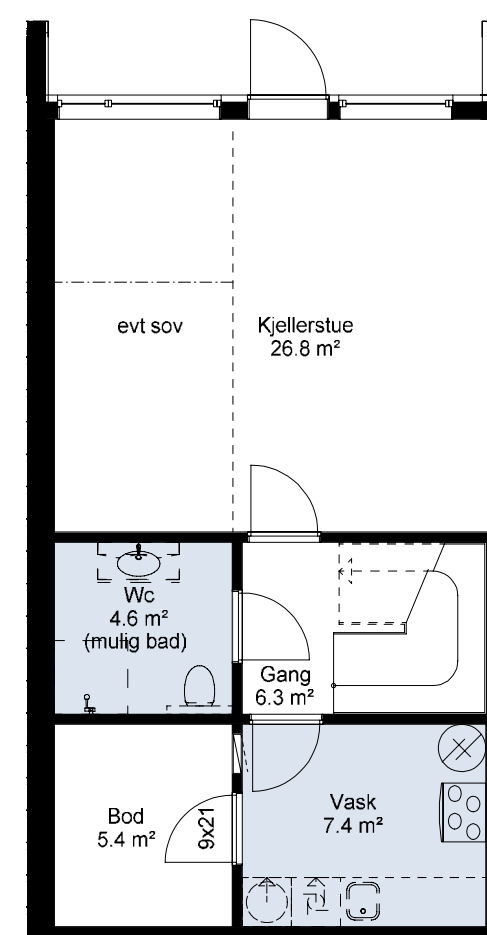 evt sov
Kjellerstue
26.8 m²
Wc
4.6 m²
(mulig bad)
Gang
6.3 m²
Bod
5.4 m²
9x21
Vask
7.4 m²